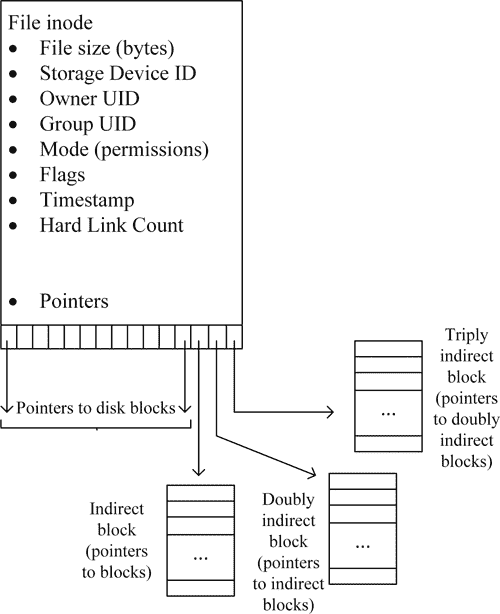 File inode
• File size (bytes)
• Storage Device ID
• Owner UID
• Group UID
• Mode (permissions)
• Flags
• Timestamp
• Hard Link Count
• Pointers
Pointers to disk blocks
Triply
indirect
block
(pointers
to doubly
indirect
blocks)
...
Indirect
block
(pointers
to blocks)
...
Doubly
indirect
block
(pointers
to indirect
blocks)
...